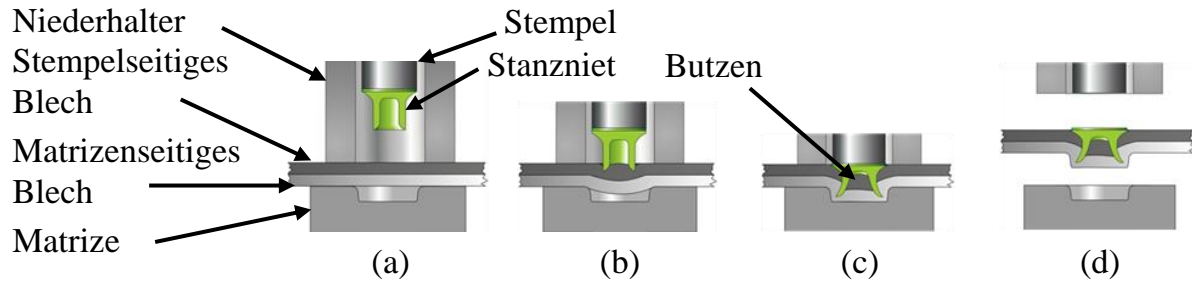 Niederhalter
Stempelseitiges
Blech
Matrizenseitiges
Blech
Matrize
Stempel
Stanzniet
Butzen
(a)
(b)
(c)
(d)